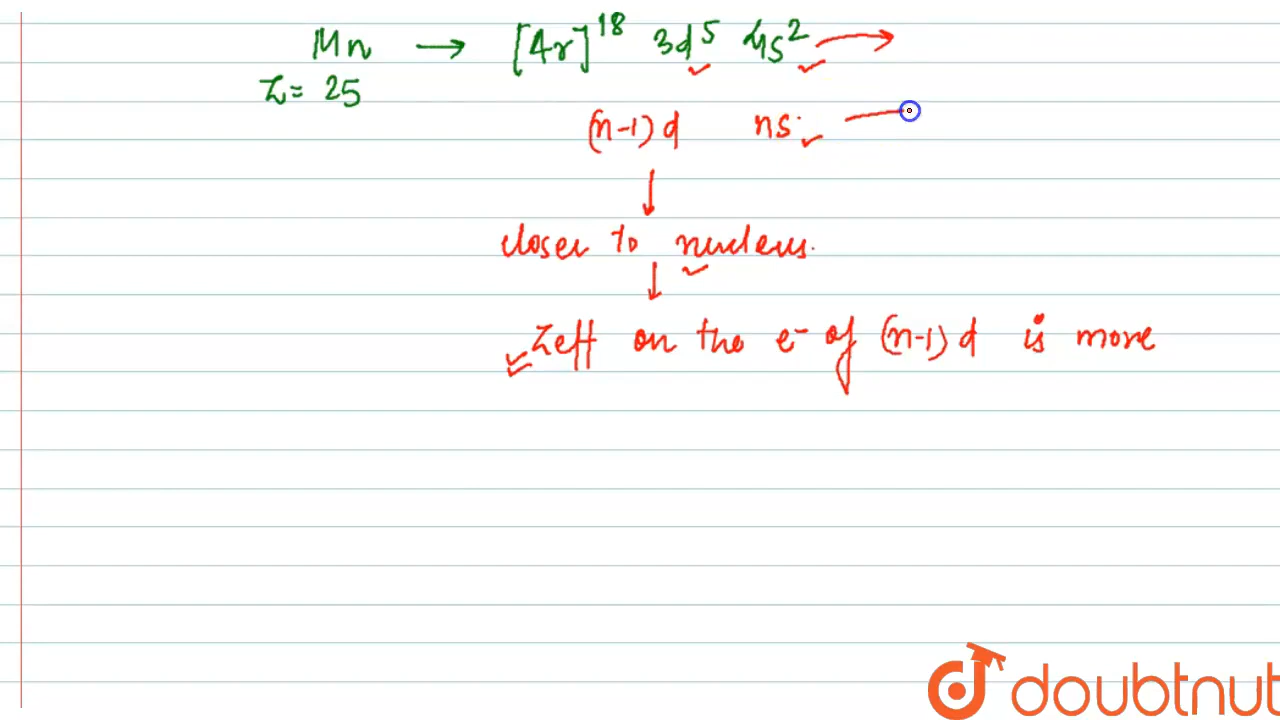 Mn → [Ar]¹⁸ 3d⁵ 4s²
Z= 25
(n-1)d ns
closer to nucleus.
Zeff on the e⁻ of (n-1)d is more
doubtnut